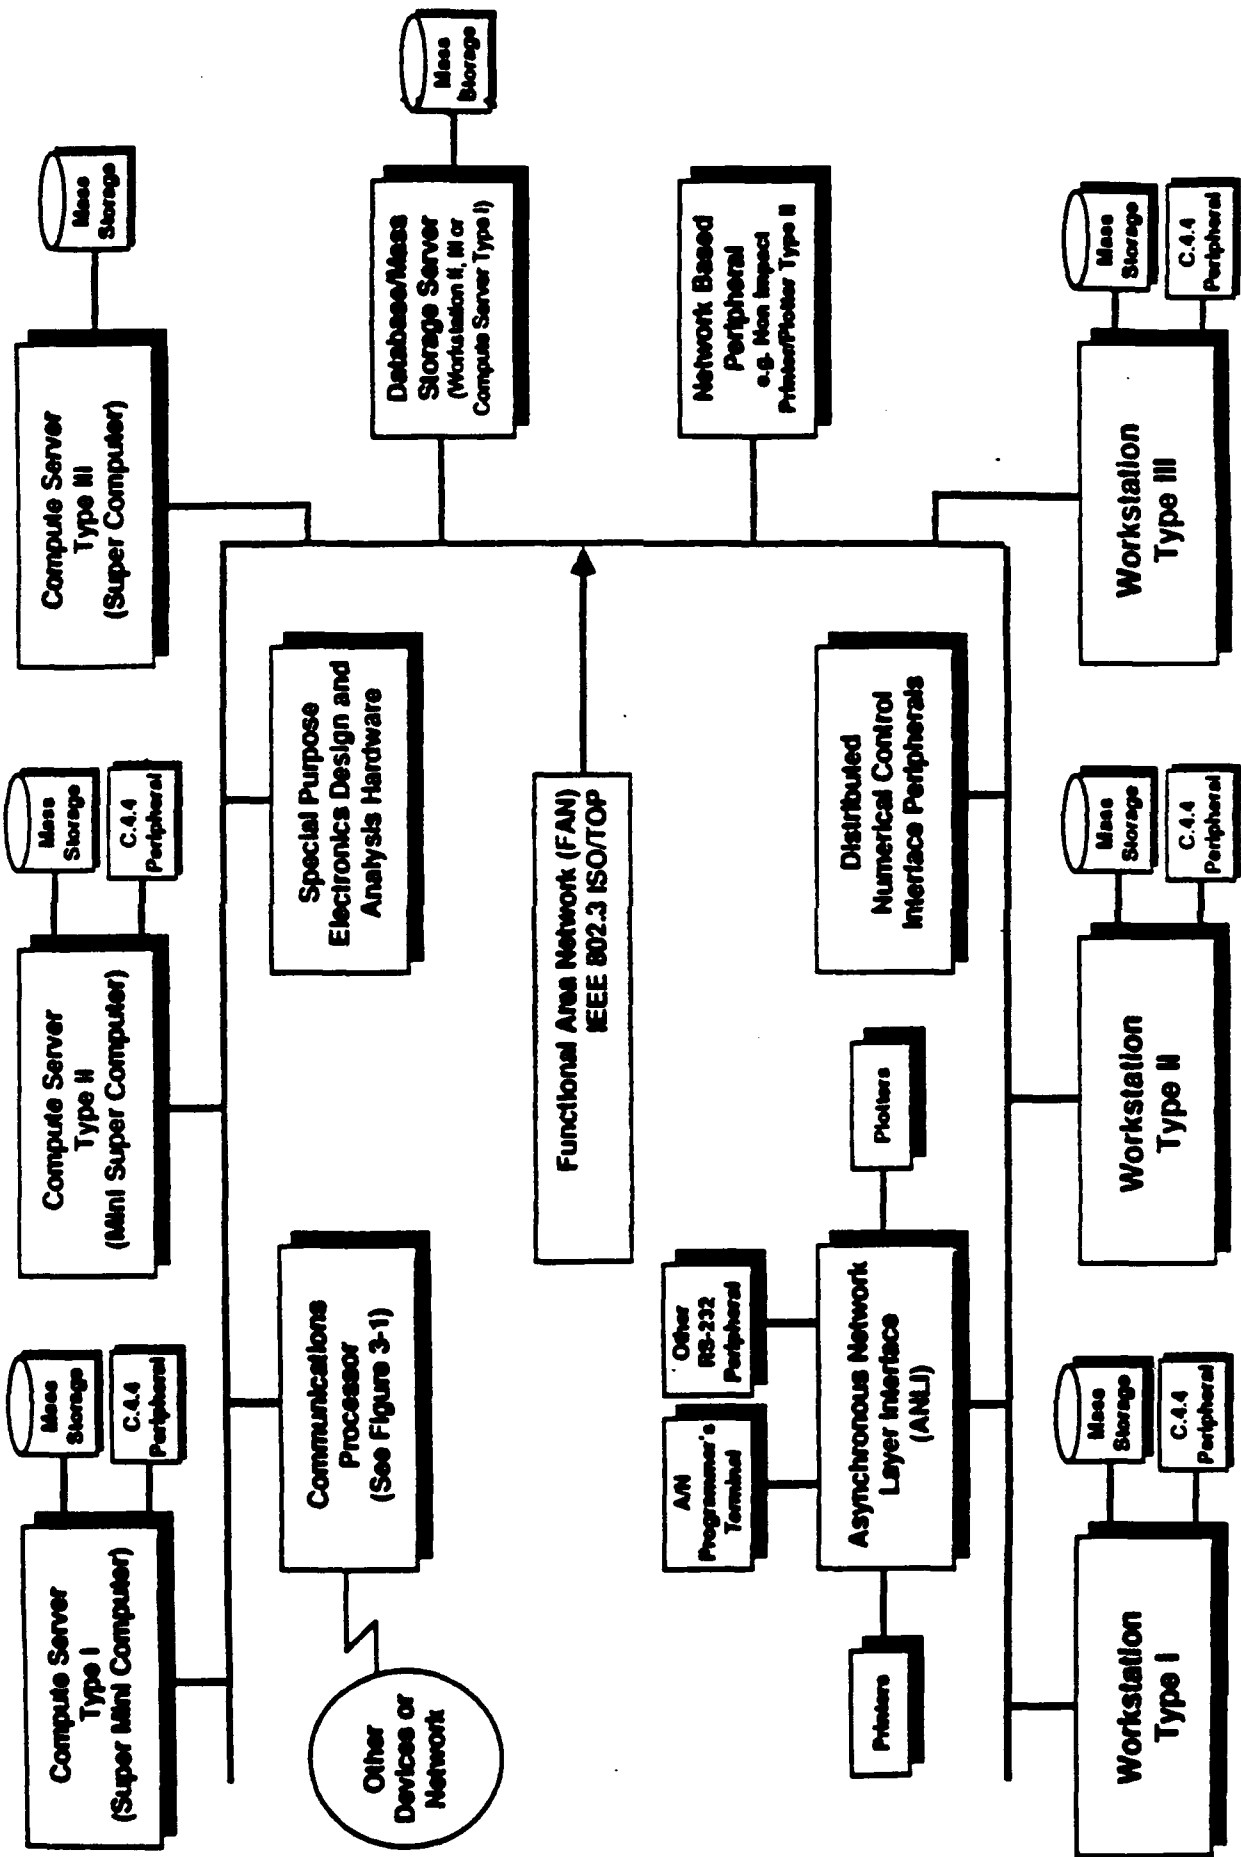 Compute Server
Type I
(Super Mini Computer)
Mass
Storage
C.4.4
Peripheral
Compute Server
Type II
(Mini Super Computer)
Mass
Storage
C.4.4
Peripheral
Compute Server
Type III
(Super Computer)
Mass
Storage
Other
Devices or
Network
Communications
Processor
(See Figure 3-1)
Special Purpose
Electronics Design and
Analysis Hardware
Database/Mass
Storage Server
(Workstation II, III or
Compute Server Type I)
Mass
Storage
Functional Area Network (FAN)
IEEE 802.3 ISO/TOP
Network Based
Peripheral
e.g. Non Impact
Printer/Plotter Type II
A/N
Programmer's
Terminal
Other
RS-232
Peripheral
Printers
Asynchronous Network
Layer Interface
(ANLI)
Plotters
Distributed
Numerical Control
Interface Peripherals
Workstation
Type I
Mass
Storage
C.4.4
Peripheral
Workstation
Type II
Mass
Storage
C.4.4
Peripheral
Workstation
Type III
Mass
Storage
C.4.4
Peripheral